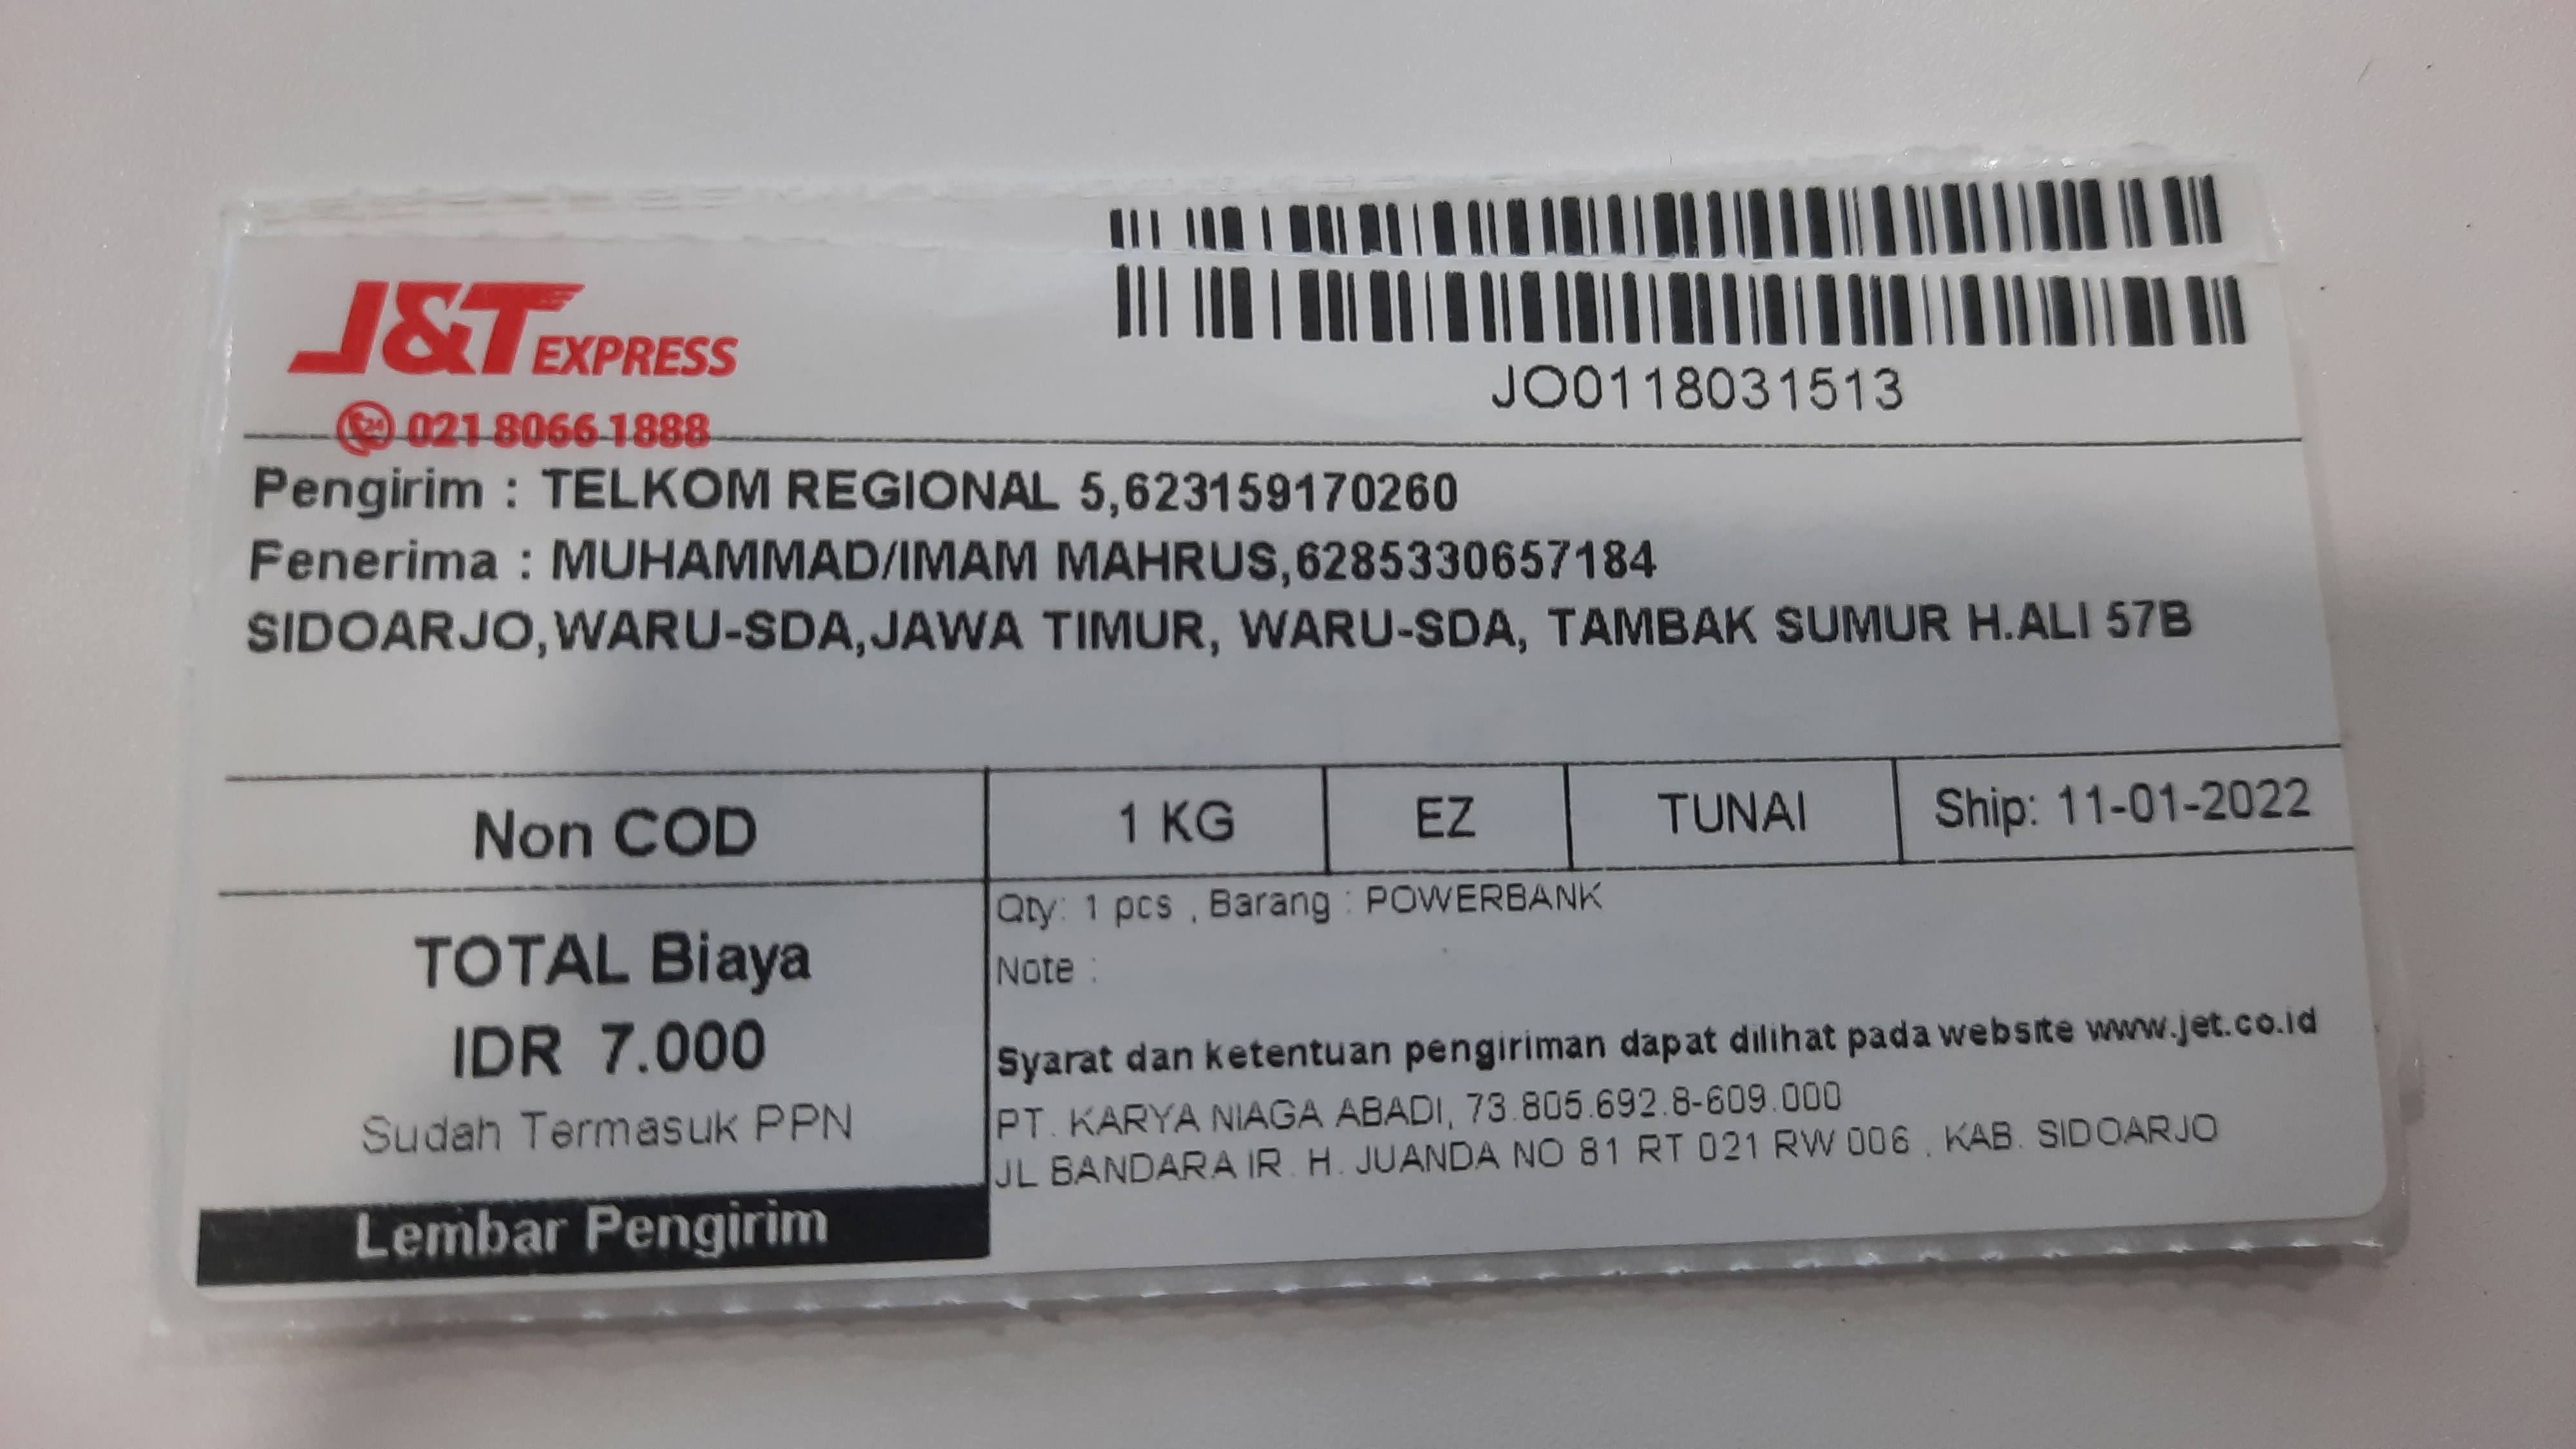 J&T EXPRESS
021 8066 1888
JO0118031513
Pengirim : TELKOM REGIONAL 5,623159170260
Fenerima : MUHAMMAD/IMAM MAHRUS,6285330657184
SIDOARJO,WARU-SDA,JAWA TIMUR, WARU-SDA, TAMBAK SUMUR H.ALI 57B
Non COD
1 KG
EZ
TUNAI
Ship: 11-01-2022
TOTAL Biaya
IDR 7.000
Sudah Termasuk PPN
Lembar Pengirim
Qty: 1 pcs , Barang : POWERBANK
Note :
Syarat dan ketentuan pengiriman dapat dilihat pada website www.jet.co.id
PT. KARYA NIAGA ABADI, 73.805.692.8-609.000
JL BANDARA IR. H. JUANDA NO 81 RT 021 RW 006 , KAB. SIDOARJO